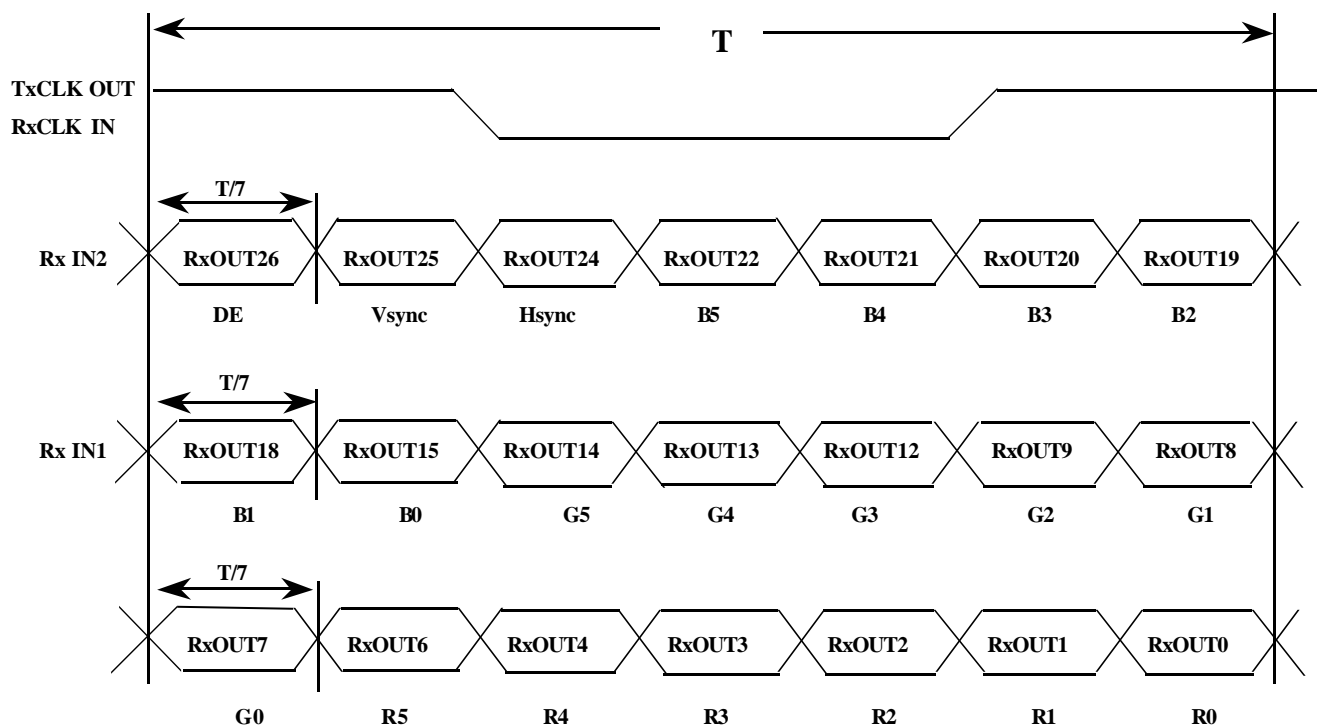 T
TxCLK OUT
RxCLK IN
T/7
Rx IN2 RxOUT26 RxOUT25 RxOUT24 RxOUT22 RxOUT21 RxOUT20 RxOUT19
DE Vsync Hsync B5 B4 B3 B2
T/7
Rx IN1 RxOUT18 RxOUT15 RxOUT14 RxOUT13 RxOUT12 RxOUT9 RxOUT8
B1 B0 G5 G4 G3 G2 G1
T/7
RxOUT7 RxOUT6 RxOUT4 RxOUT3 RxOUT2 RxOUT1 RxOUT0
G0 R5 R4 R3 R2 R1 R0